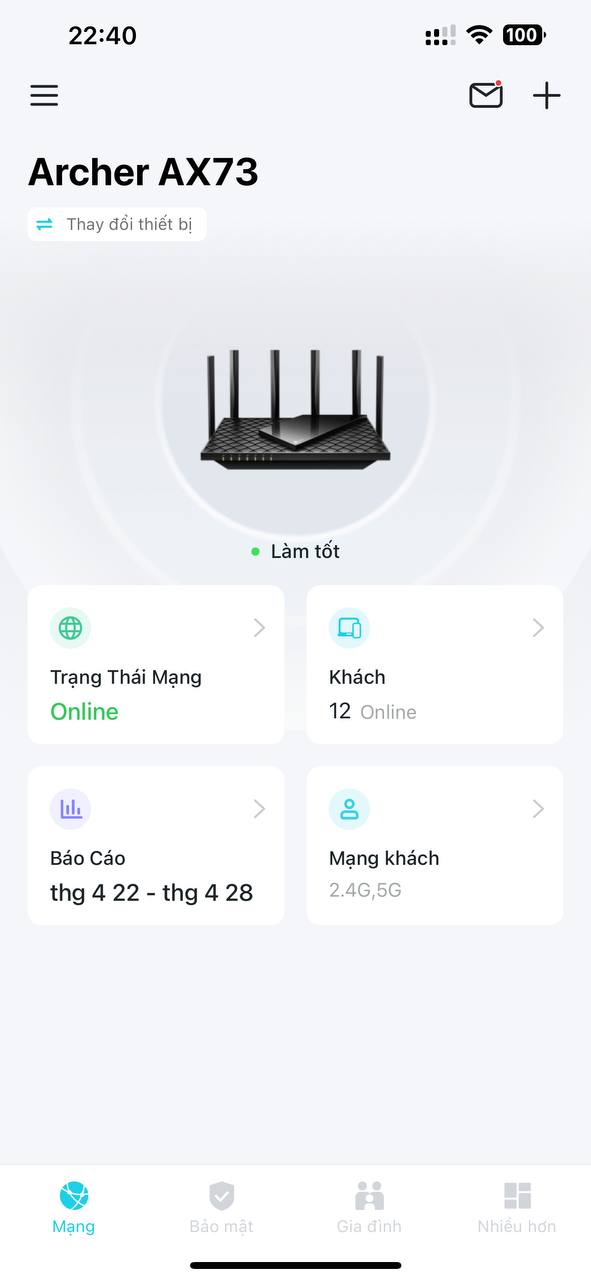 22:40
100
Archer AX73
Thay đổi thiết bị
Làm tốt
Trạng Thái Mạng
Online
Khách
12 Online
Báo Cáo
thg 4 22 - thg 4 28
Mạng khách
2.4G,5G
Mạng
Bảo mật
Gia đình
Nhiều hơn